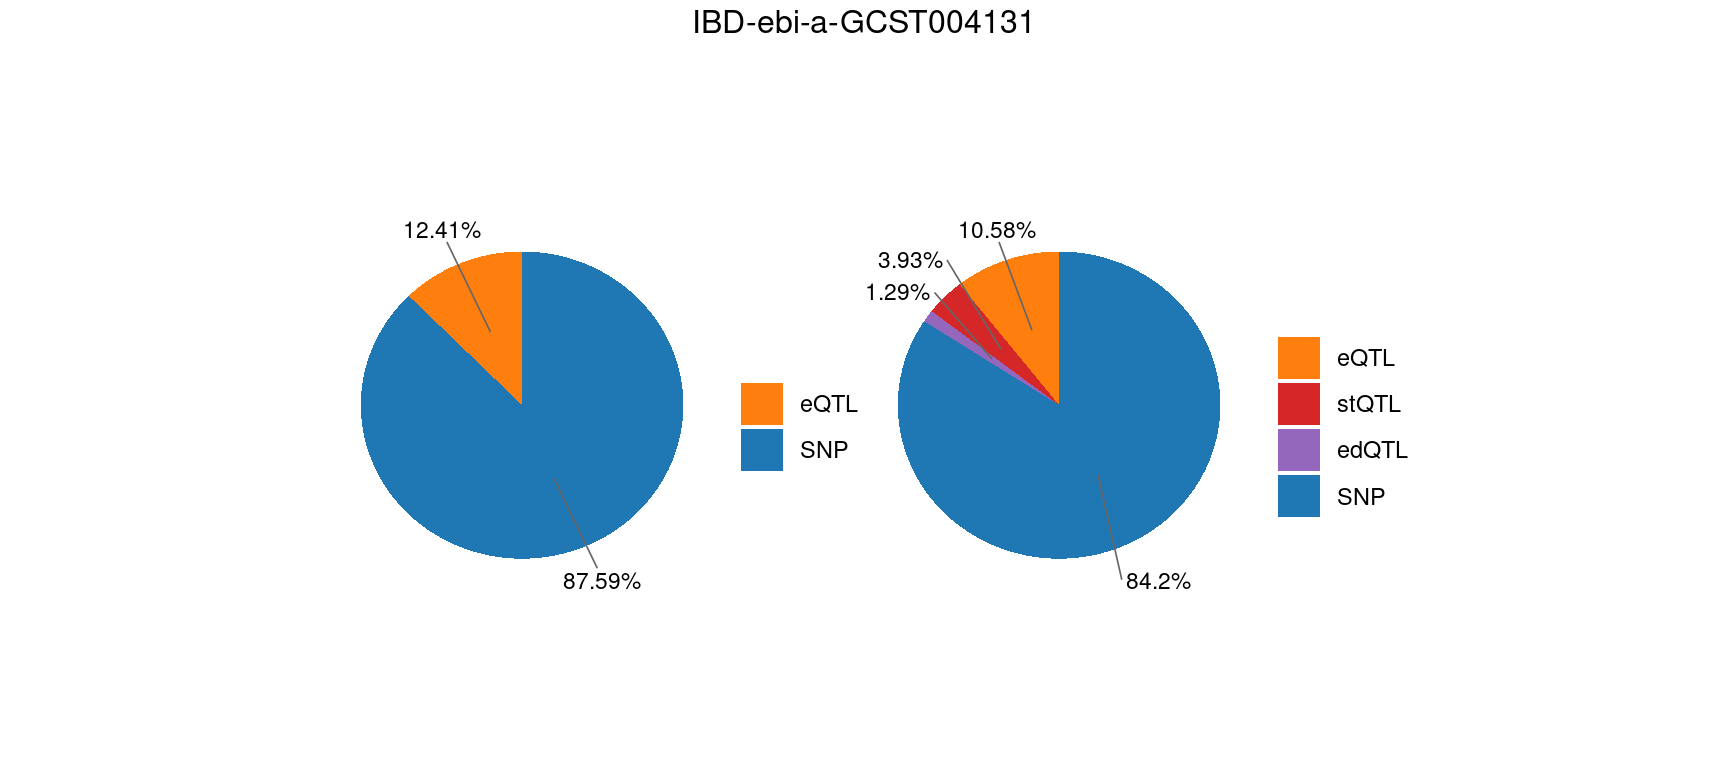 IBD-ebi-a-GCST004131
12.41%
87.59%
eQTL
SNP
10.58%
3.93%
1.29%
84.2%
eQTL
stQTL
edQTL
SNP